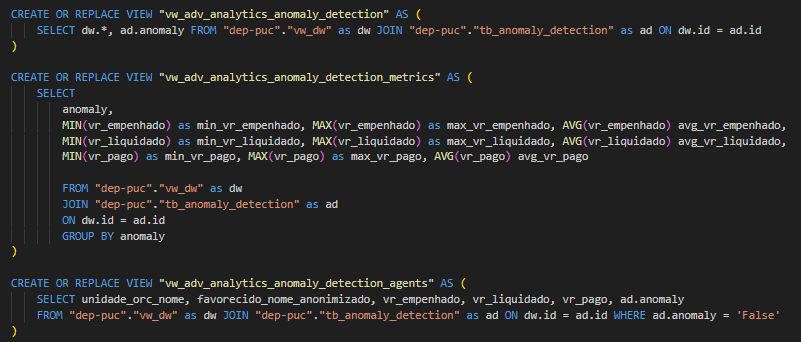 CREATE OR REPLACE VIEW "vw_adv_analytics_anomaly_detection" AS (
    SELECT dw.*, ad.anomaly FROM "dep-puc"."vw_dw" as dw JOIN "dep-puc"."tb_anomaly_detection" as ad ON dw.id = ad.id
)

CREATE OR REPLACE VIEW "vw_adv_analytics_anomaly_detection_metrics" AS (
    SELECT
        anomaly,
        MIN(vr_empenhado) as min_vr_empenhado, MAX(vr_empenhado) as max_vr_empenhado, AVG(vr_empenhado) avg_vr_empenhado,
        MIN(vr_liquidado) as min_vr_liquidado, MAX(vr_liquidado) as max_vr_liquidado, AVG(vr_liquidado) avg_vr_liquidado,
        MIN(vr_pago) as min_vr_pago, MAX(vr_pago) as max_vr_pago, AVG(vr_pago) avg_vr_pago

        FROM "dep-puc"."vw_dw" as dw
        JOIN "dep-puc"."tb_anomaly_detection" as ad
        ON dw.id = ad.id
        GROUP BY anomaly
)

CREATE OR REPLACE VIEW "vw_adv_analytics_anomaly_detection_agents" AS (
    SELECT unidade_orc_nome, favorecido_nome_anonimizado, vr_empenhado, vr_liquidado, vr_pago, ad.anomaly
    FROM "dep-puc"."vw_dw" as dw JOIN "dep-puc"."tb_anomaly_detection" as ad ON dw.id = ad.id WHERE ad.anomaly = 'False'
)